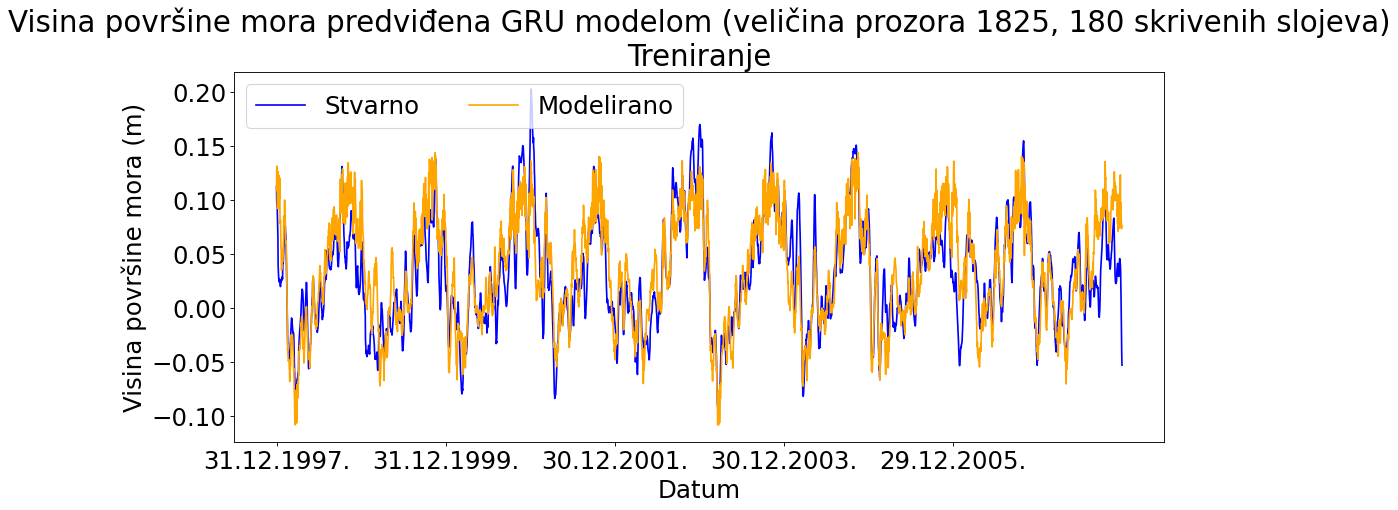 Visina površine mora predviđena GRU modelom (veličina prozora 1825, 180 skrivenih slojeva)
Treniranje
Stvarno Modelirano
Visina površine mora (m)
0.20
0.15
0.10
0.05
0.00
−0.05
−0.10
31.12.1997. 31.12.1999. 30.12.2001. 30.12.2003. 29.12.2005.
Datum